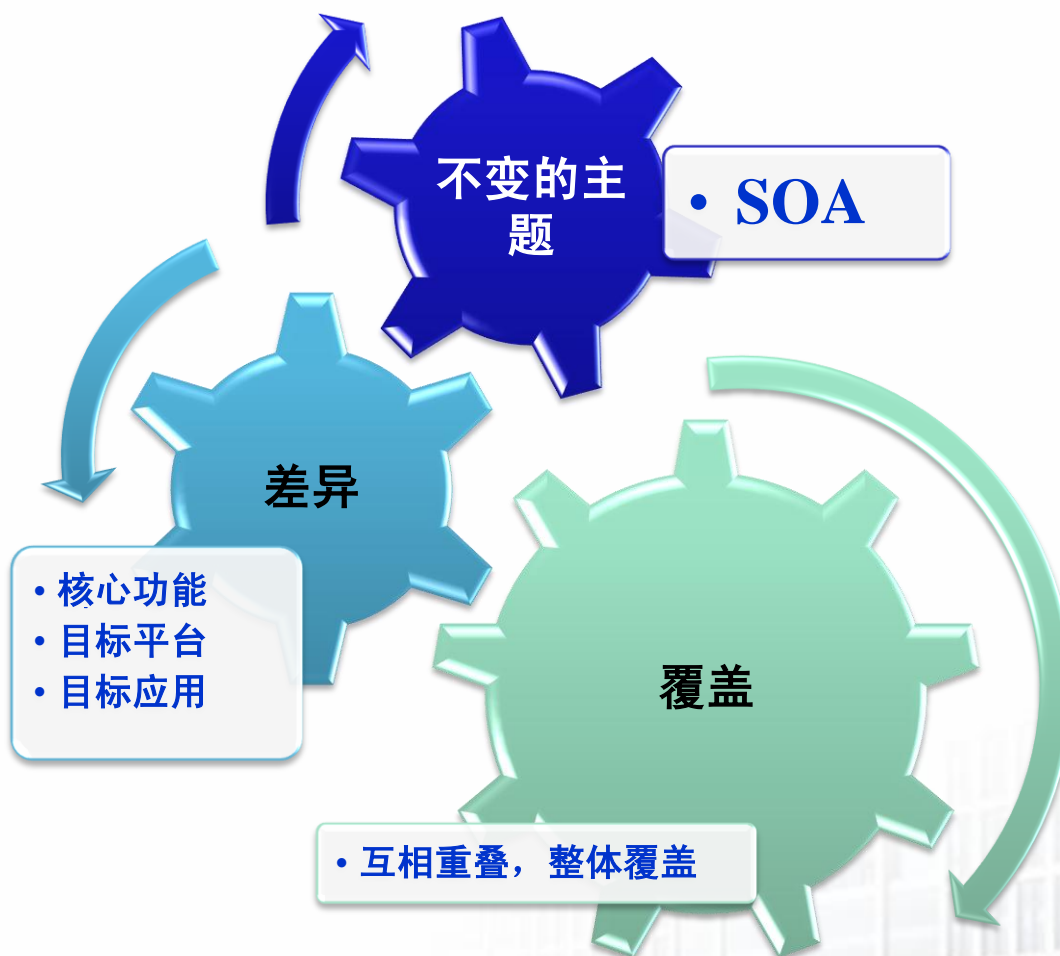 不变的主
题
• SOA
差异
• 核心功能
• 目标平台
• 目标应用
覆盖
• 互相重叠，整体覆盖